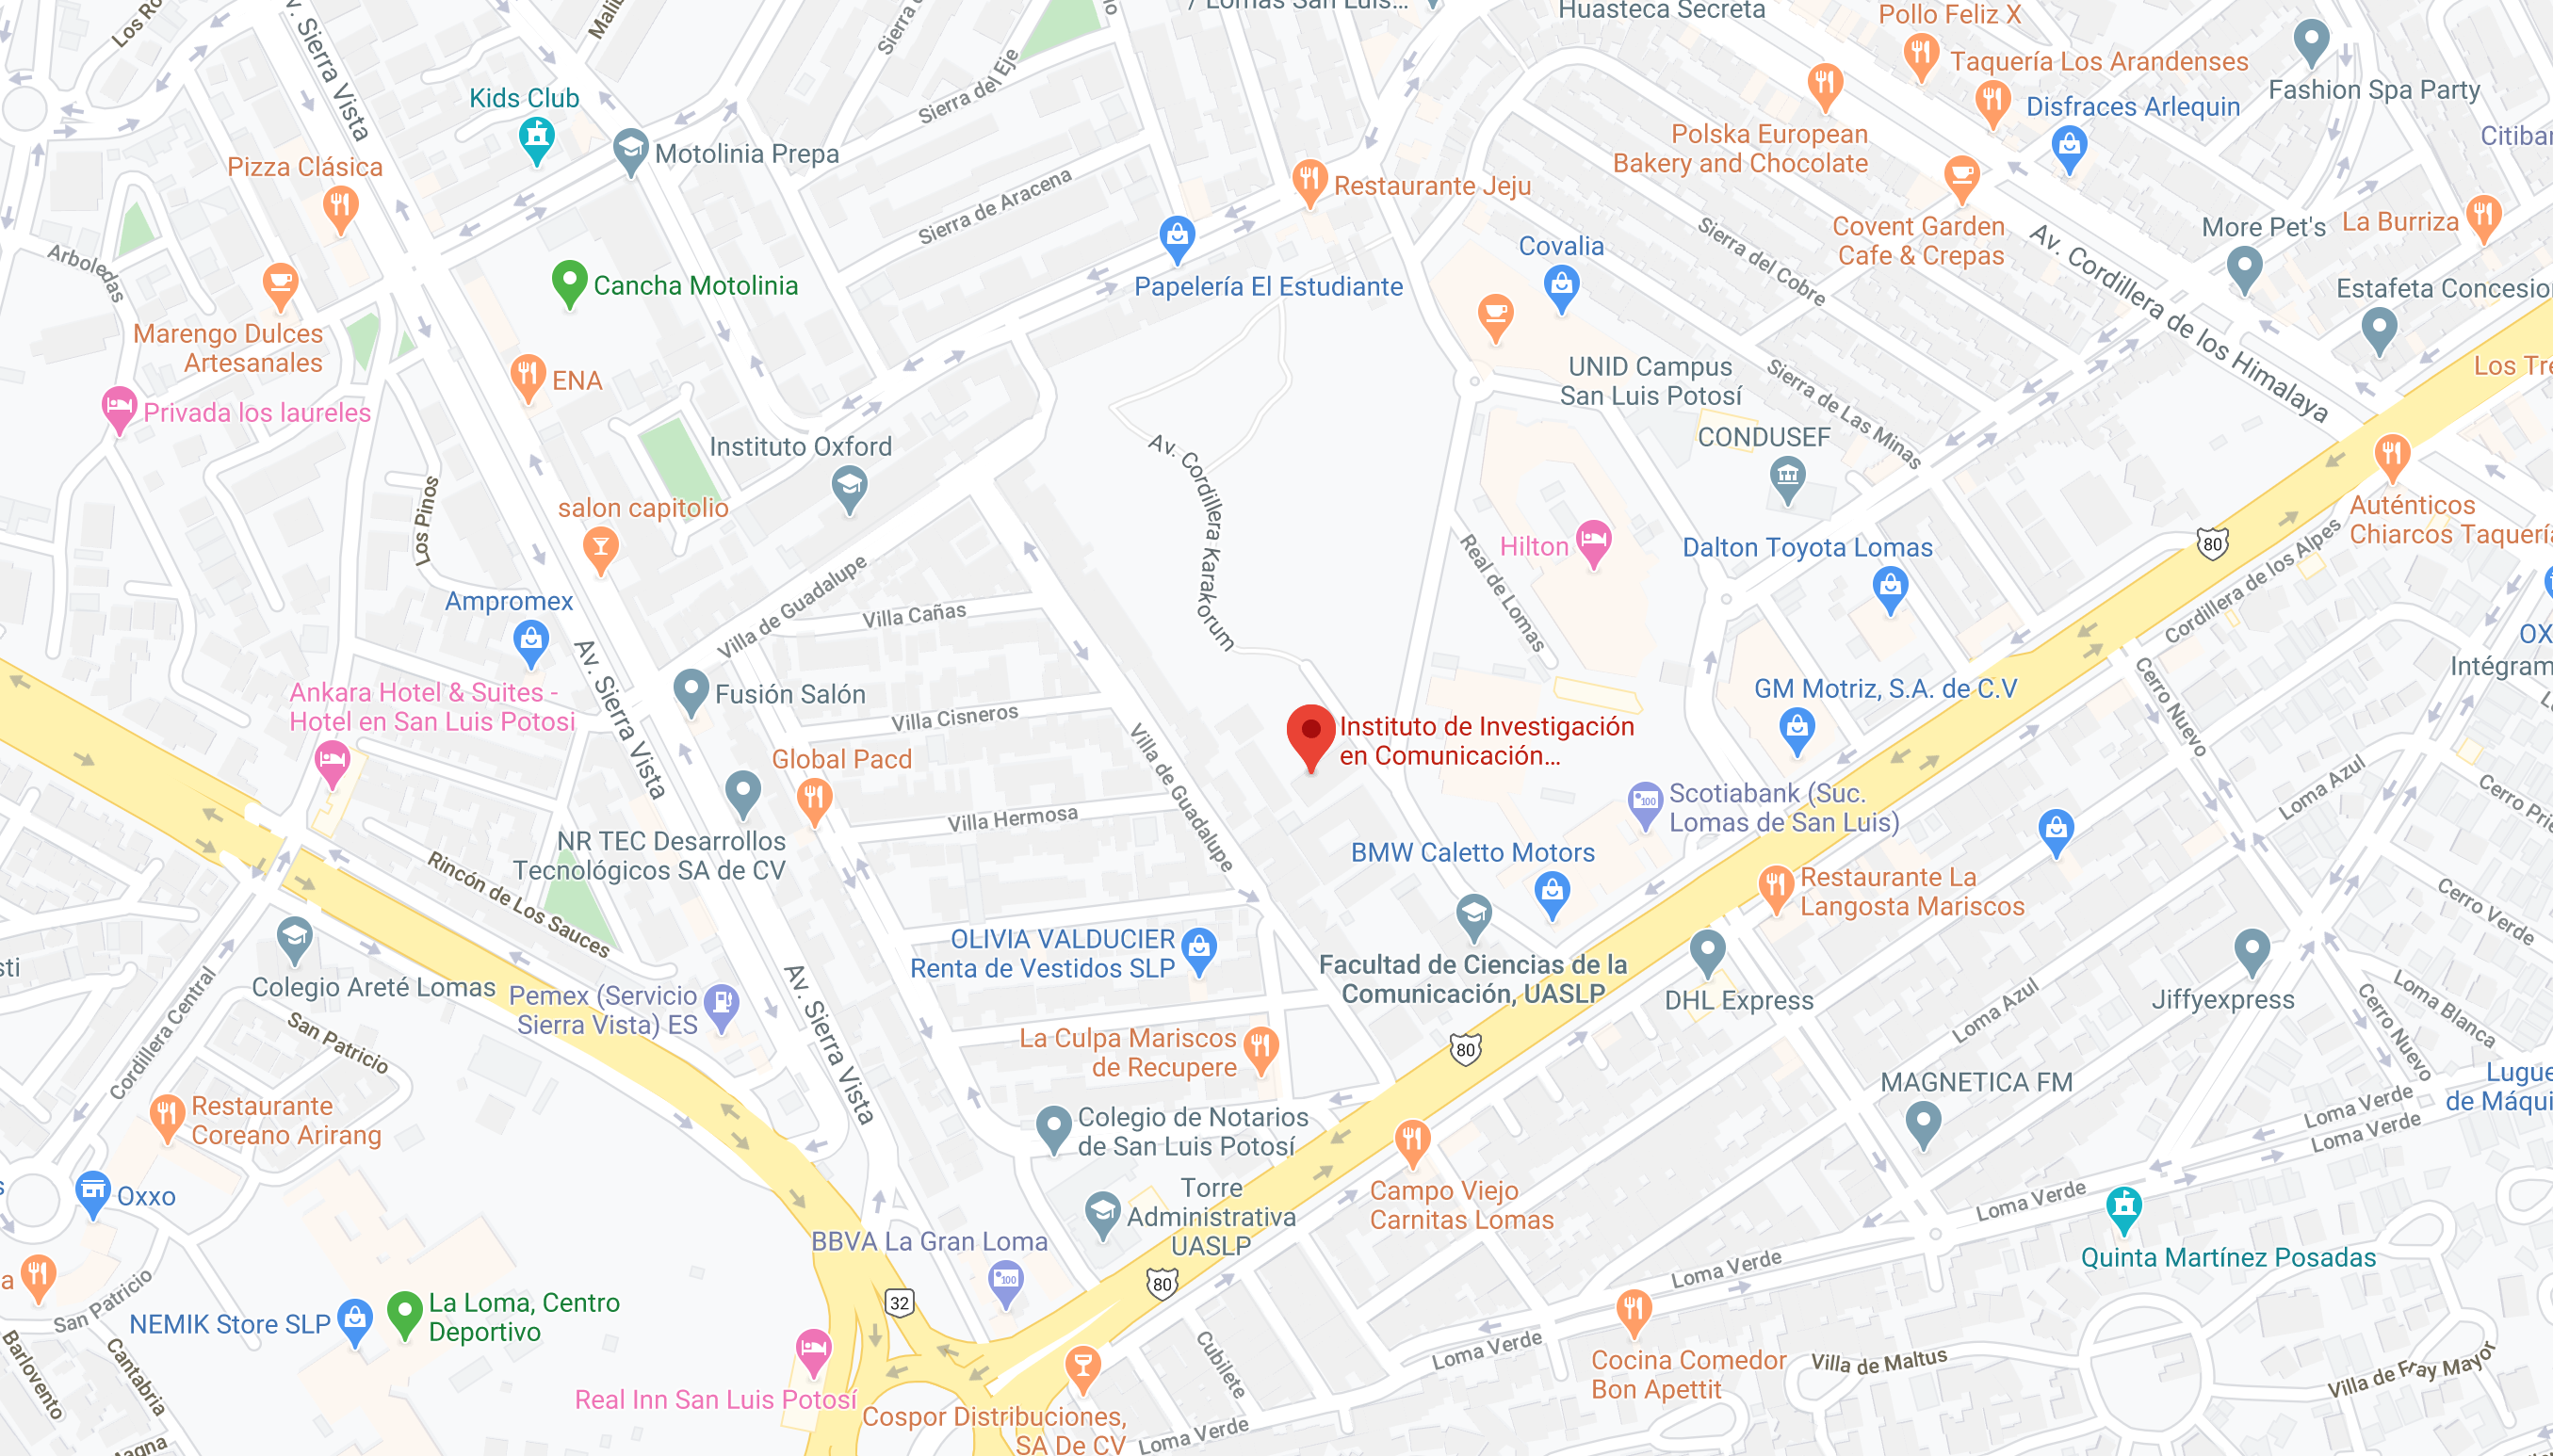 Los Ro
Av. Sierra Vista
Malib
Sierra d
/ Lomas San Luis...
Huasteca Secreta
Pollo Feliz X
Taquería Los Arandenses
Fashion Spa Party
Disfraces Arlequin
Citiban
Kids Club
Motolinia Prepa
Sierra del Eje
Polska European
Bakery and Chocolate
Pizza Clásica
Restaurante Jeju
Sierra de Aracena
Covent Garden
Cafe & Crepas
More Pet's
La Burriza
Arboledas
Cancha Motolinia
Papelería El Estudiante
Covalia
Sierra del Cobre
Av. Cordillera de los Himalaya
Estafeta Concesio
Marengo Dulces
Artesanales
ENA
Privada los laureles
UNID Campus
San Luis Potosí
Sierra de Las Minas
Los Tre
CONDUSEF
Instituto Oxford
Av. Cordillera Karakorum
salon capitolio
Los Pinos
Hilton
Real de Lomas
Dalton Toyota Lomas
80
Cordillera de los Alpes
Auténticos
Chiarcos Taquería
Ampromex
Villa de Guadalupe
Villa Cañas
OX
Intégram
Av. Sierra Vista
Ankara Hotel & Suites -
Hotel en San Luis Potosi
Fusión Salón
Villa Cisneros
Villa de Guadalupe
Instituto de Investigación
en Comunicación...
GM Motriz, S.A. de C.V
Cerro Nuevo
Loma Azul
Cerro Prie
Global Pacd
Villa Hermosa
NR TEC Desarrollos
Tecnológicos SA de CV
Scotiabank (Suc.
Lomas de San Luis)
BMW Caletto Motors
Rincón de Los Sauces
Restaurante La
Langosta Mariscos
Cerro Verde
OLIVIA VALDUCIER
Renta de Vestidos SLP
Facultad de Ciencias de la
Comunicación, UASLP
sti
Colegio Areté Lomas
Pemex (Servicio
Sierra Vista) ES
Av. Sierra Vista
DHL Express
Loma Azul
Jiffyexpress
Cerro Nuevo
Loma Blanca
Cordillera Central
San Patricio
La Culpa Mariscos
de Recupere
80
MAGNETICA FM
Lugue
de Máqui
Restaurante
Coreano Arirang
Colegio de Notarios
de San Luis Potosí
Loma Verde
Loma Verde
Oxxo
Torre
Administrativa
UASLP
Campo Viejo
Carnitas Lomas
Loma Verde
BBVA La Gran Loma
80
Loma Verde
Quinta Martínez Posadas
a
San Patricio
NEMIK Store SLP
La Loma, Centro
Deportivo
32
Barlovento
Cantabria
Real Inn San Luis Potosí
Cubilete
Loma Verde
Cocina Comedor
Bon Apettit
Villa de Maltus
Villa de Fray Mayor
Cospor Distribuciones,
SA De CV
Loma Verde
Magna